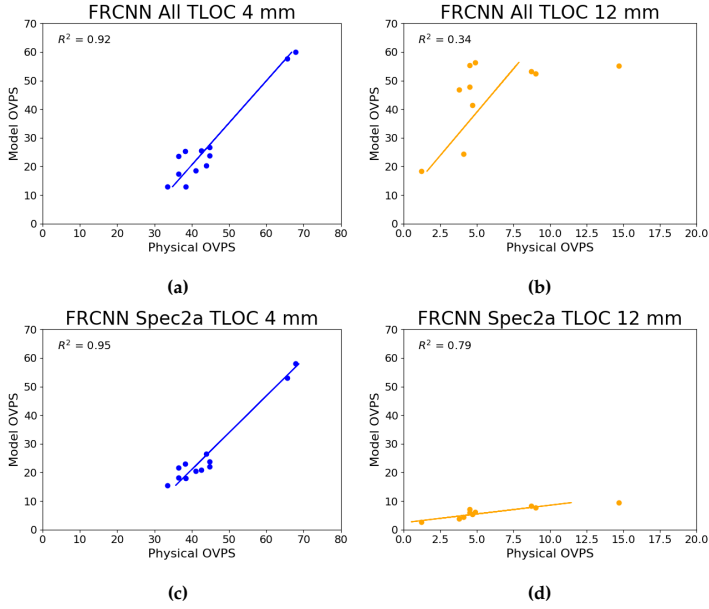 FRCNN All TLOC 4 mm
R² = 0.92
70
60
50
40
30
20
10
0
Model OVPS
0 10 20 30 40 50 60 70 80
Physical OVPS
(a)
FRCNN All TLOC 12 mm
R² = 0.34
70
60
50
40
30
20
10
0
Model OVPS
0.0 2.5 5.0 7.5 10.0 12.5 15.0 17.5 20.0
Physical OVPS
(b)
FRCNN Spec2a TLOC 4 mm
R² = 0.95
70
60
50
40
30
20
10
0
Model OVPS
0 10 20 30 40 50 60 70 80
Physical OVPS
(c)
FRCNN Spec2a TLOC 12 mm
R² = 0.79
70
60
50
40
30
20
10
0
Model OVPS
0.0 2.5 5.0 7.5 10.0 12.5 15.0 17.5 20.0
Physical OVPS
(d)